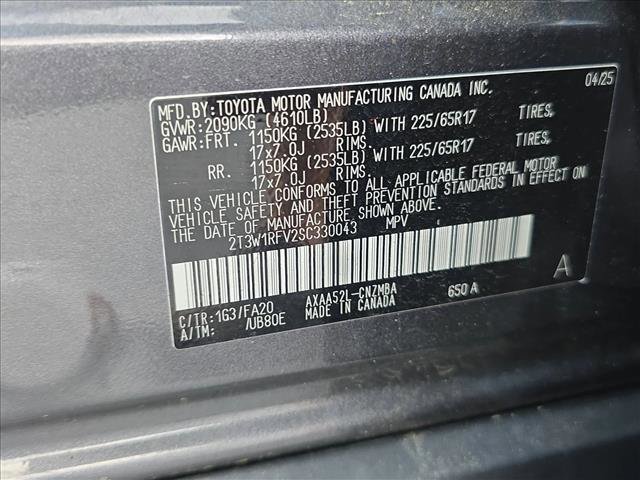 MFD.BY:TOYOTA MOTOR MANUFACTURING CANADA INC. 04/25
GVWR:2090KG (4610LB)
GAWR:FRT. 1150KG (2535LB) WITH 225/65R17 TIRES,
17x7.0J RIMS.
RR. 1150KG (2535LB) WITH 225/65R17 TIRES,
17x7.0J RIMS.
THIS VEHICLE CONFORMS TO ALL APPLICABLE FEDERAL MOTOR
VEHICLE SAFETY AND THEFT PREVENTION STANDARDS IN EFFECT ON
THE DATE OF MANUFACTURE SHOWN ABOVE.
2T3W1RFV2SC330043 MPV
A
C/TR:1G3/FA20 AXAA52L-CNZMBA 650A
A/TM: /UB80E MADE IN CANADA